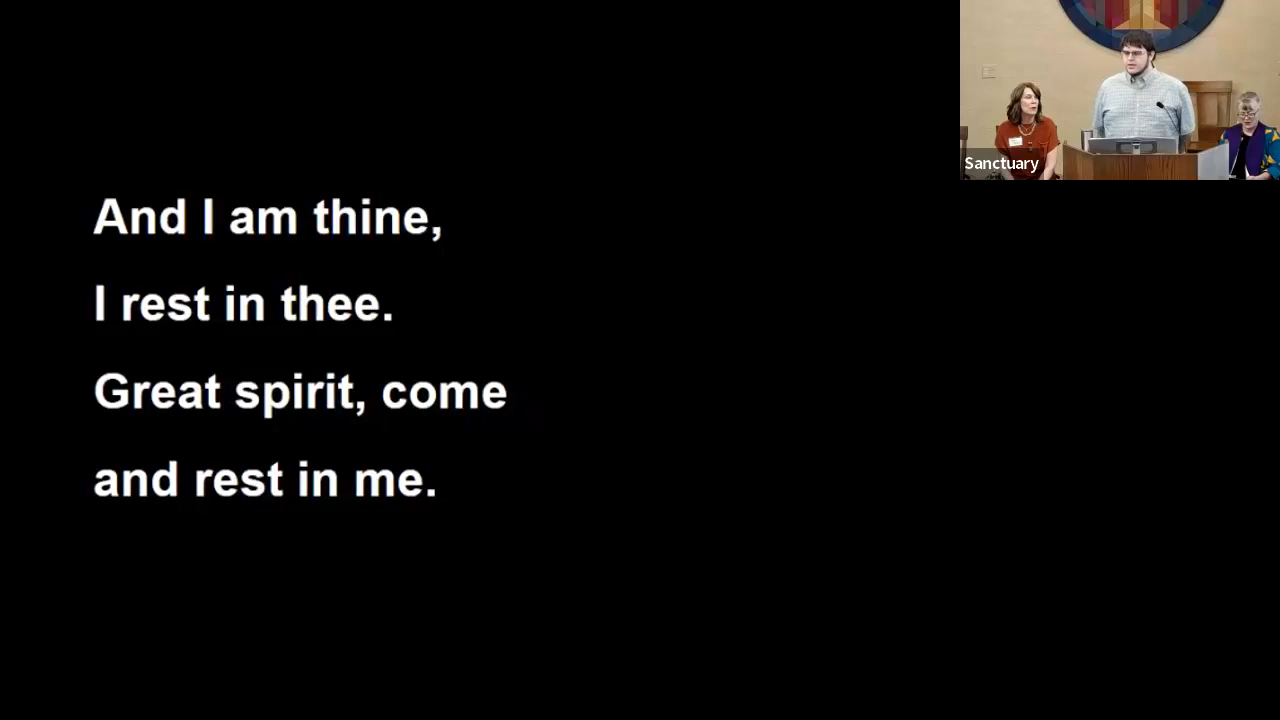 And I am thine,
I rest in thee.
Great spirit, come
and rest in me.
Sanctuary